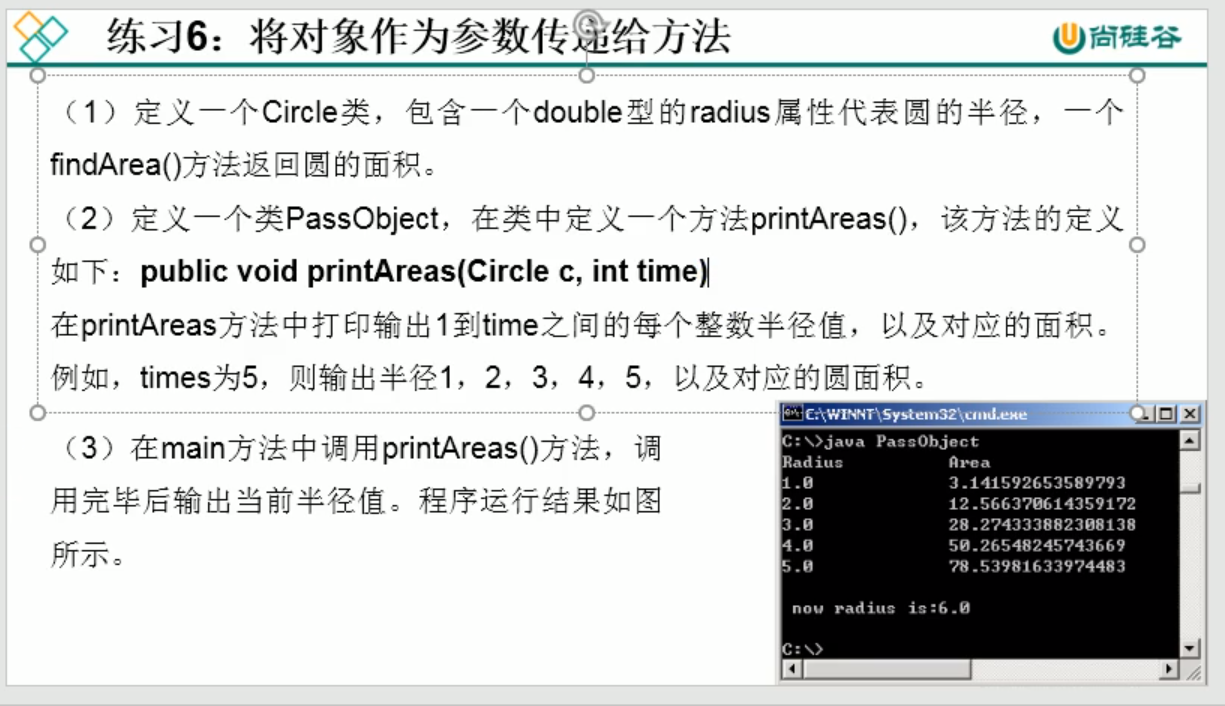 练习6：将对象作为参数传递给方法
尚硅谷
（1）定义一个Circle类，包含一个double型的radius属性代表圆的半径，一个
findArea()方法返回圆的面积。
（2）定义一个类PassObject，在类中定义一个方法printAreas()，该方法的定义
如下：public void printAreas(Circle c, int time)
在printAreas方法中打印输出1到time之间的每个整数半径值，以及对应的面积。
例如，times为5，则输出半径1，2，3，4，5，以及对应的圆面积。
（3）在main方法中调用printAreas()方法，调
用完毕后输出当前半径值。程序运行结果如图
所示。
C:\WINNT\System32\cmd.exe
C:\>java PassObject
Radius Area
1.0 3.141592653589793
2.0 12.566370614359172
3.0 28.274333882308138
4.0 50.26548245743669
5.0 78.53981633974483
now radius is:6.0
C:\>